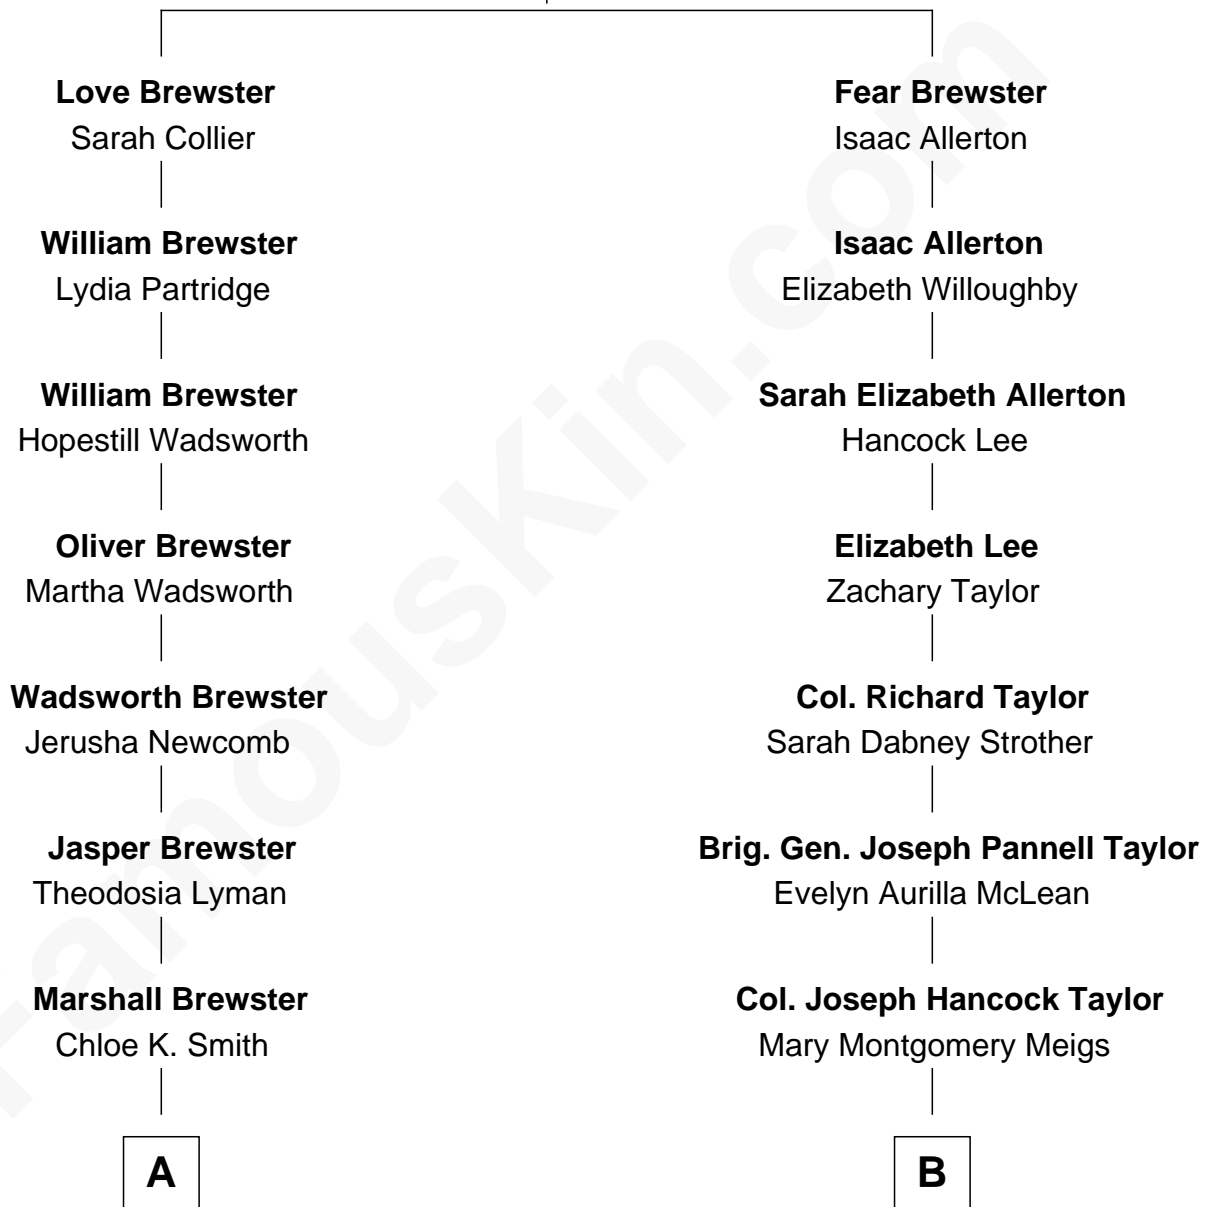 Love Brewster
Sarah Collier
William Brewster
Lydia Partridge
William Brewster
Hopestill Wadsworth
Oliver Brewster
Martha Wadsworth
Wadsworth Brewster
Jerusha Newcomb
Jasper Brewster
Theodosia Lyman
Marshall Brewster
Chloe K. Smith
A
Fear Brewster
Isaac Allerton
Isaac Allerton
Elizabeth Willoughby
Sarah Elizabeth Allerton
Hancock Lee
Elizabeth Lee
Zachary Taylor
Col. Richard Taylor
Sarah Dabney Strother
Brig. Gen. Joseph Pannell Taylor
Evelyn Aurilla McLean
Col. Joseph Hancock Taylor
Mary Montgomery Meigs
B
FamousKin.com